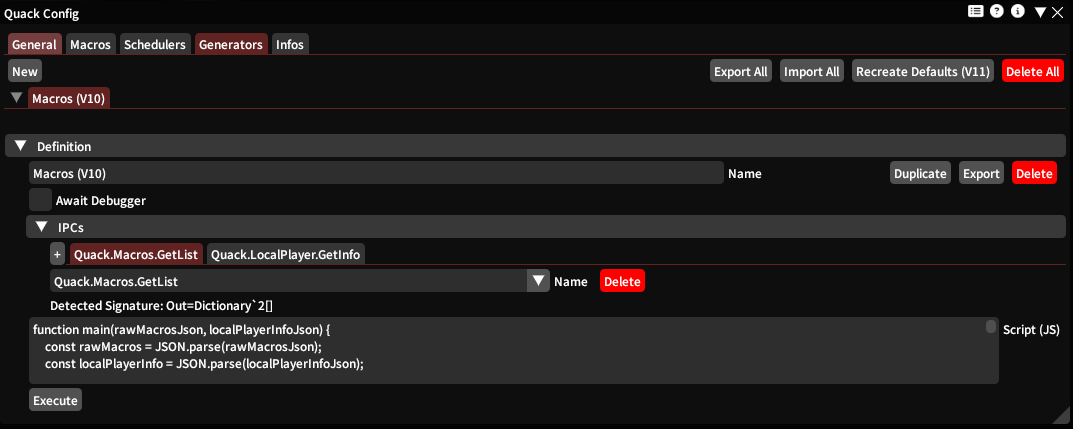 Quack Config
General Macros Schedulers Generators Infos
New Export All Import All Recreate Defaults (V11) Delete All
Macros (V10)
Definition
Macros (V10) Name Duplicate Export Delete
Await Debugger
IPCs
+ Quack.Macros.GetList Quack.LocalPlayer.GetInfo
Quack.Macros.GetList Name Delete
Detected Signature: Out=Dictionary`2[]
function main(rawMacrosJson, localPlayerInfoJson) { Script (JS)
const rawMacros = JSON.parse(rawMacrosJson);
const localPlayerInfo = JSON.parse(localPlayerInfoJson);
Execute